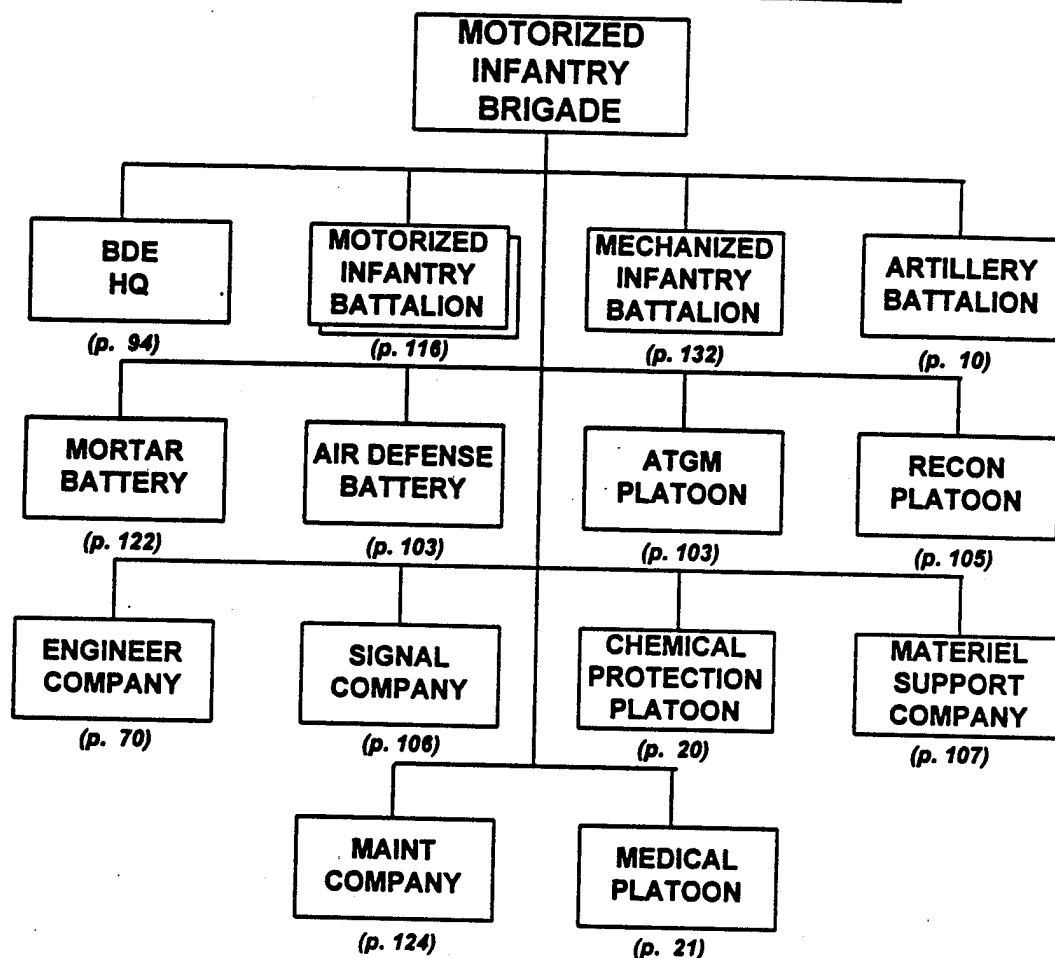 MOTORIZED
INFANTRY
BRIGADE
BDE
HQ
(p. 94)
MOTORIZED
INFANTRY
BATTALION
(p. 116)
MECHANIZED
INFANTRY
BATTALION
(p. 132)
ARTILLERY
BATTALION
(p. 10)
MORTAR
BATTERY
(p. 122)
AIR DEFENSE
BATTERY
(p. 103)
ATGM
PLATOON
(p. 103)
RECON
PLATOON
(p. 105)
ENGINEER
COMPANY
(p. 70)
SIGNAL
COMPANY
(p. 106)
CHEMICAL
PROTECTION
PLATOON
(p. 20)
MATERIEL
SUPPORT
COMPANY
(p. 107)
MAINT
COMPANY
(p. 124)
MEDICAL
PLATOON
(p. 21)